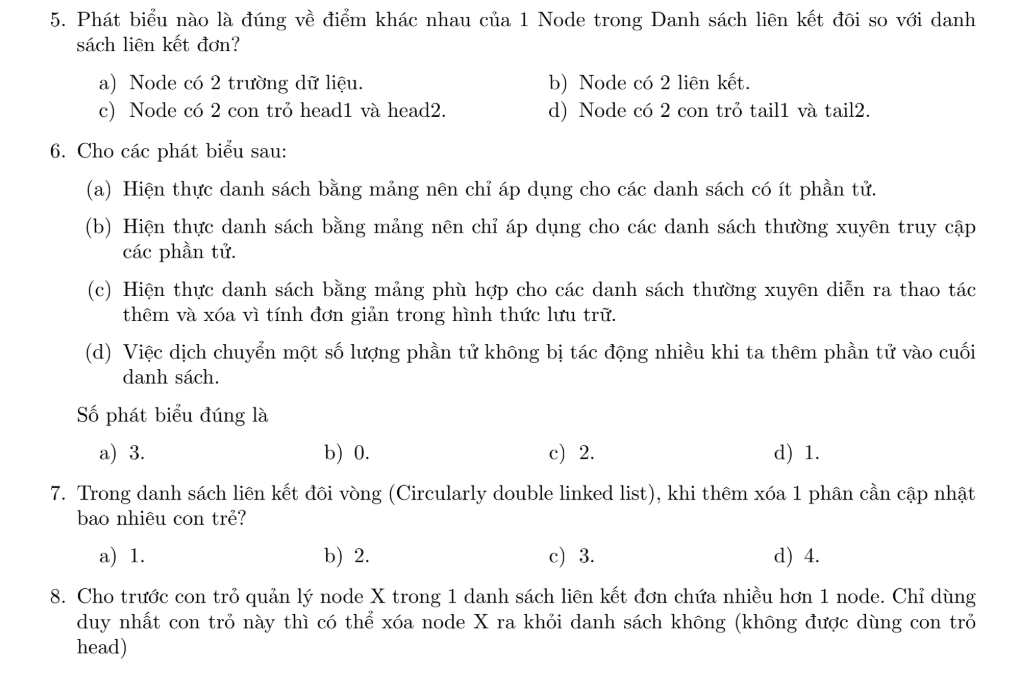 5. Phát biểu nào là đúng về điểm khác nhau của 1 Node trong Danh sách liên kết đôi so với danh
sách liên kết đơn?
a) Node có 2 trường dữ liệu.
b) Node có 2 liên kết.
c) Node có 2 con trỏ head1 và head2.
d) Node có 2 con trỏ tail1 và tail2.
6. Cho các phát biểu sau:
(a) Hiện thực danh sách bằng mảng nên chỉ áp dụng cho các danh sách có ít phần tử.
(b) Hiện thực danh sách bằng mảng nên chỉ áp dụng cho các danh sách thường xuyên truy cập
các phần tử.
(c) Hiện thực danh sách bằng mảng phù hợp cho các danh sách thường xuyên diễn ra thao tác
thêm và xóa vì tính đơn giản trong hình thức lưu trữ.
(d) Việc dịch chuyển một số lượng phần tử không bị tác động nhiều khi ta thêm phần tử vào cuối
danh sách.
Số phát biểu đúng là
a) 3.
b) 0.
c) 2.
d) 1.
7. Trong danh sách liên kết đôi vòng (Circularly double linked list), khi thêm xóa 1 phân cần cập nhật
bao nhiêu con trẻ?
a) 1.
b) 2.
c) 3.
d) 4.
8. Cho trước con trỏ quản lý node X trong 1 danh sách liên kết đơn chứa nhiều hơn 1 node. Chỉ dùng
duy nhất con trỏ này thì có thể xóa node X ra khỏi danh sách không (không được dùng con trỏ
head)